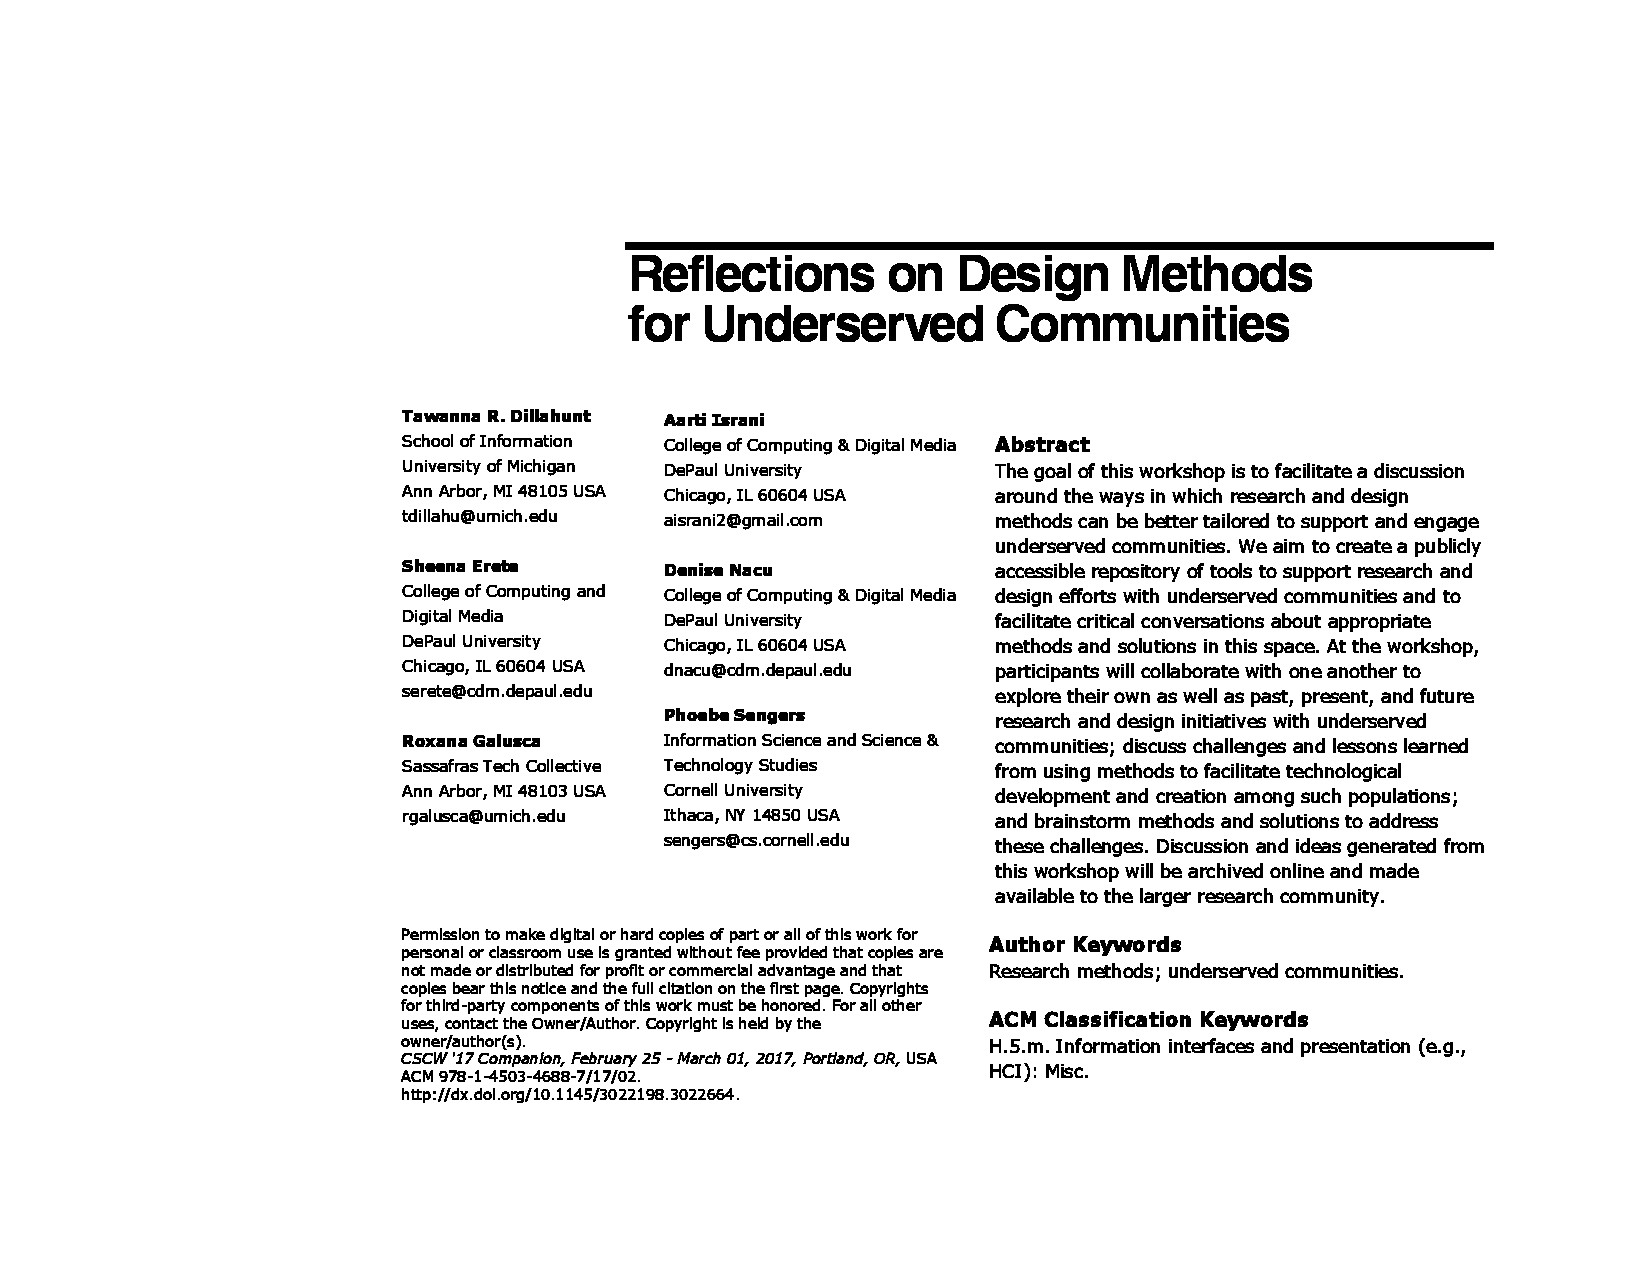 Reflections on Design Methods
for Underserved Communities
Tawanna R. Dillahunt
School of Information
University of Michigan
Ann Arbor, MI 48105 USA
tdillahu@umich.edu
Sheena Erete
College of Computing and
Digital Media
DePaul University
Chicago, IL 60604 USA
serete@cdm.depaul.edu
Roxana Galusca
Sassafras Tech Collective
Ann Arbor, MI 48103 USA
rgalusca@umich.edu
Aarti Israni
College of Computing & Digital Media
DePaul University
Chicago, IL 60604 USA
aisrani2@gmail.com
Denise Nacu
College of Computing & Digital Media
DePaul University
Chicago, IL 60604 USA
dnacu@cdm.depaul.edu
Phoebe Sengers
Information Science and Science &
Technology Studies
Cornell University
Ithaca, NY 14850 USA
sengers@cs.cornell.edu
Permission to make digital or hard copies of part or all of this work for
personal or classroom use is granted without fee provided that copies are
not made or distributed for profit or commercial advantage and that
copies bear this notice and the full citation on the first page. Copyrights
for third-party components of this work must be honored. For all other
uses, contact the Owner/Author. Copyright is held by the
owner/author(s).
CSCW '17 Companion, February 25 - March 01, 2017, Portland, OR, USA
ACM 978-1-4503-4688-7/17/02.
http://dx.doi.org/10.1145/3022198.3022664.
Abstract
The goal of this workshop is to facilitate a discussion
around the ways in which research and design
methods can be better tailored to support and engage
underserved communities. We aim to create a publicly
accessible repository of tools to support research and
design efforts with underserved communities and to
facilitate critical conversations about appropriate
methods and solutions in this space. At the workshop,
participants will collaborate with one another to
explore their own as well as past, present, and future
research and design initiatives with underserved
communities; discuss challenges and lessons learned
from using methods to facilitate technological
development and creation among such populations;
and brainstorm methods and solutions to address
these challenges. Discussion and ideas generated from
this workshop will be archived online and made
available to the larger research community.
Author Keywords
Research methods; underserved communities.
ACM Classification Keywords
H.5.m. Information interfaces and presentation (e.g.,
HCI): Misc.